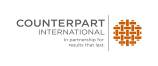 COUNTERPART
INTERNATIONAL
In partnership for
results that last.